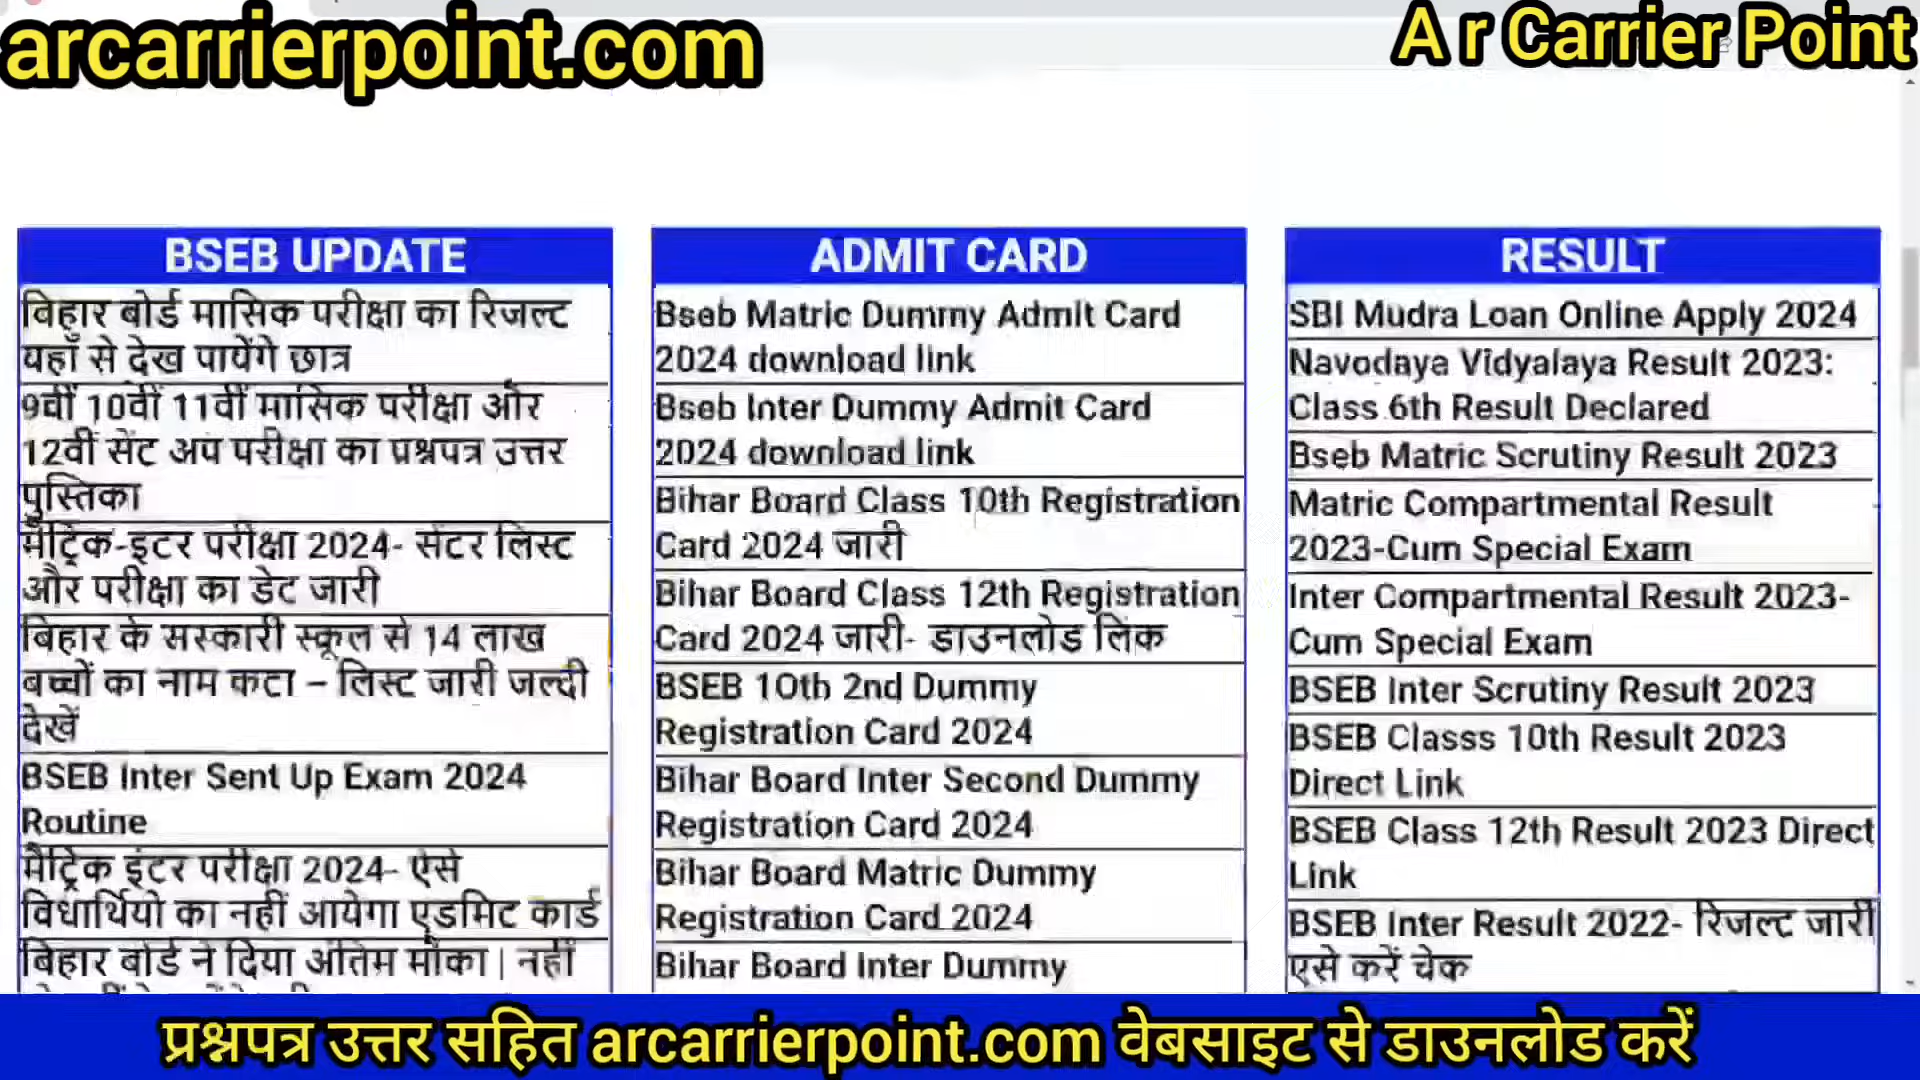 arcarrierpoint.com
A r Carrier Point
BSEB UPDATE
बिहार बोर्ड मासिक परीक्षा का रिजल्ट
यहाँ से देख पायेंगे छात्र
9वीं 10वीं 11वीं मासिक परीक्षा और
12वीं सेंट अप परीक्षा का प्रश्नपत्र उत्तर
पुस्तिका
मैट्रिक-इंटर परीक्षा 2024- सेंटर लिस्ट
और परीक्षा का डेट जारी
बिहार के सरकारी स्कूल से 14 लाख
बच्चों का नाम कटा – लिस्ट जारी जल्दी
देखें
BSEB Inter Sent Up Exam 2024
Routine
मैट्रिक इंटर परीक्षा 2024- ऐसे
विधार्थियो का नहीं आयेगा एडमिट कार्ड
बिहार बोर्ड ने दिया अंतिम मौका | नहीं
ADMIT CARD
Bseb Matric Dummy Admit Card
2024 download link
Bseb Inter Dummy Admit Card
2024 download link
Bihar Board Class 10th Registration
Card 2024 जारी
Bihar Board Class 12th Registration
Card 2024 जारी- डाउनलोड लिंक
BSEB 10th 2nd Dummy
Registration Card 2024
Bihar Board Inter Second Dummy
Registration Card 2024
Bihar Board Matric Dummy
Registration Card 2024
Bihar Board Inter Dummy
RESULT
SBI Mudra Loan Online Apply 2024
Navodaya Vidyalaya Result 2023:
Class 6th Result Declared
Bseb Matric Scrutiny Result 2023
Matric Compartmental Result
2023-Cum Special Exam
Inter Compartmental Result 2023-
Cum Special Exam
BSEB Inter Scrutiny Result 2023
BSEB Classs 10th Result 2023
Direct Link
BSEB Class 12th Result 2023 Direct
Link
BSEB Inter Result 2022- रिजल्ट जारी
एसे करें चेक
प्रश्नपत्र उत्तर सहित arcarrierpoint.com वेबसाइट से डाउनलोड करें